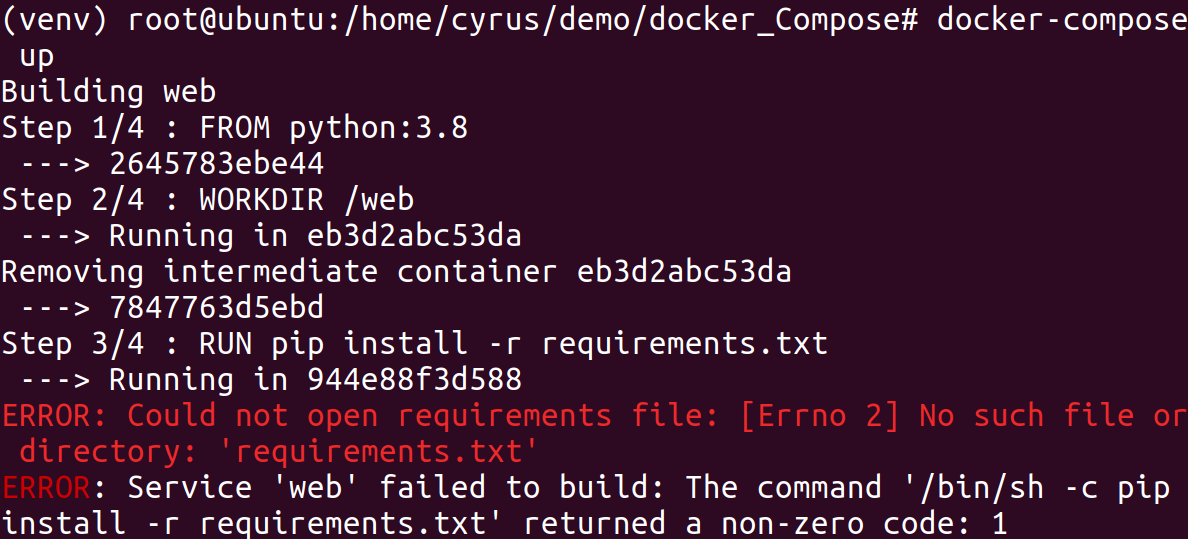 (venv) root@ubuntu:/home/cyrus/demo/docker_Compose# docker-compose
up
Building web
Step 1/4 : FROM python:3.8
---> 2645783ebe44
Step 2/4 : WORKDIR /web
---> Running in eb3d2abc53da
Removing intermediate container eb3d2abc53da
---> 7847763d5ebd
Step 3/4 : RUN pip install -r requirements.txt
---> Running in 944e88f3d588
ERROR: Could not open requirements file: [Errno 2] No such file or
directory: 'requirements.txt'
ERROR: Service 'web' failed to build: The command '/bin/sh -c pip
install -r requirements.txt' returned a non-zero code: 1